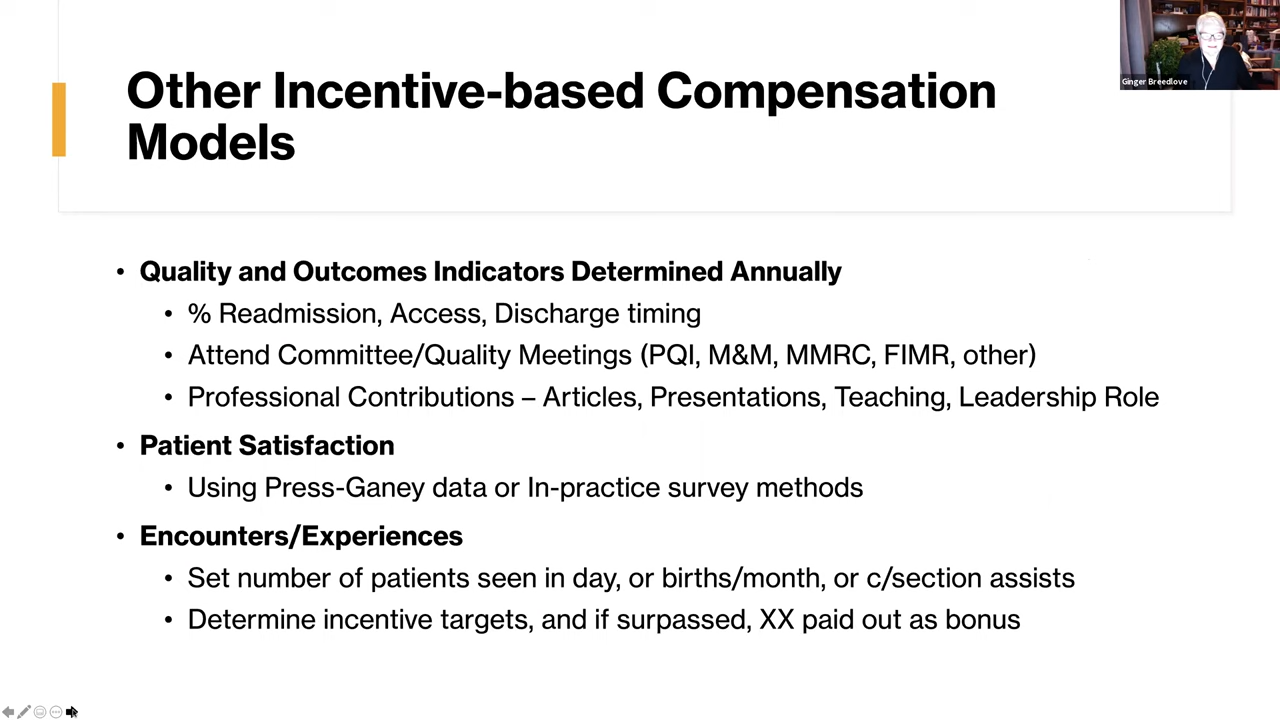 Other Incentive-based Compensation
Models
Ginger Breedlove
• Quality and Outcomes Indicators Determined Annually
• % Readmission, Access, Discharge timing
• Attend Committee/Quality Meetings (PQI, M&M, MMRC, FIMR, other)
• Professional Contributions – Articles, Presentations, Teaching, Leadership Role
• Patient Satisfaction
• Using Press-Ganey data or In-practice survey methods
• Encounters/Experiences
• Set number of patients seen in day, or births/month, or c/section assists
• Determine incentive targets, and if surpassed, XX paid out as bonus